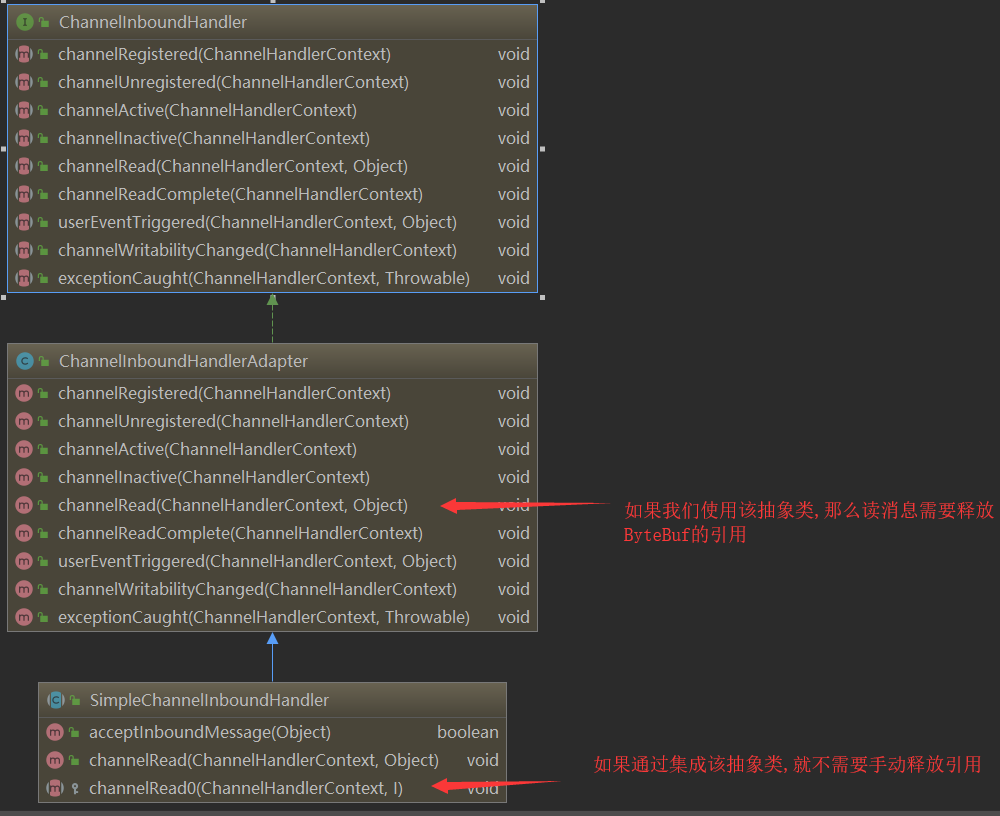 ChannelInboundHandler
channelRegistered(ChannelHandlerContext) void
channelUnregistered(ChannelHandlerContext) void
channelActive(ChannelHandlerContext) void
channelInactive(ChannelHandlerContext) void
channelRead(ChannelHandlerContext, Object) void
channelReadComplete(ChannelHandlerContext) void
userEventTriggered(ChannelHandlerContext, Object) void
channelWritabilityChanged(ChannelHandlerContext) void
exceptionCaught(ChannelHandlerContext, Throwable) void
ChannelInboundHandlerAdapter
channelRegistered(ChannelHandlerContext) void
channelUnregistered(ChannelHandlerContext) void
channelActive(ChannelHandlerContext) void
channelInactive(ChannelHandlerContext) void
channelRead(ChannelHandlerContext, Object) void
如果我们使用该抽象类,那么读消息需要释放
ByteBuf的引用
channelReadComplete(ChannelHandlerContext) void
userEventTriggered(ChannelHandlerContext, Object) void
channelWritabilityChanged(ChannelHandlerContext) void
exceptionCaught(ChannelHandlerContext, Throwable) void
SimpleChannelInboundHandler
acceptInboundMessage(Object) boolean
channelRead(ChannelHandlerContext, Object) void
如果通过集成该抽象类,就不需要手动释放引用
channelRead0(ChannelHandlerContext, I) void